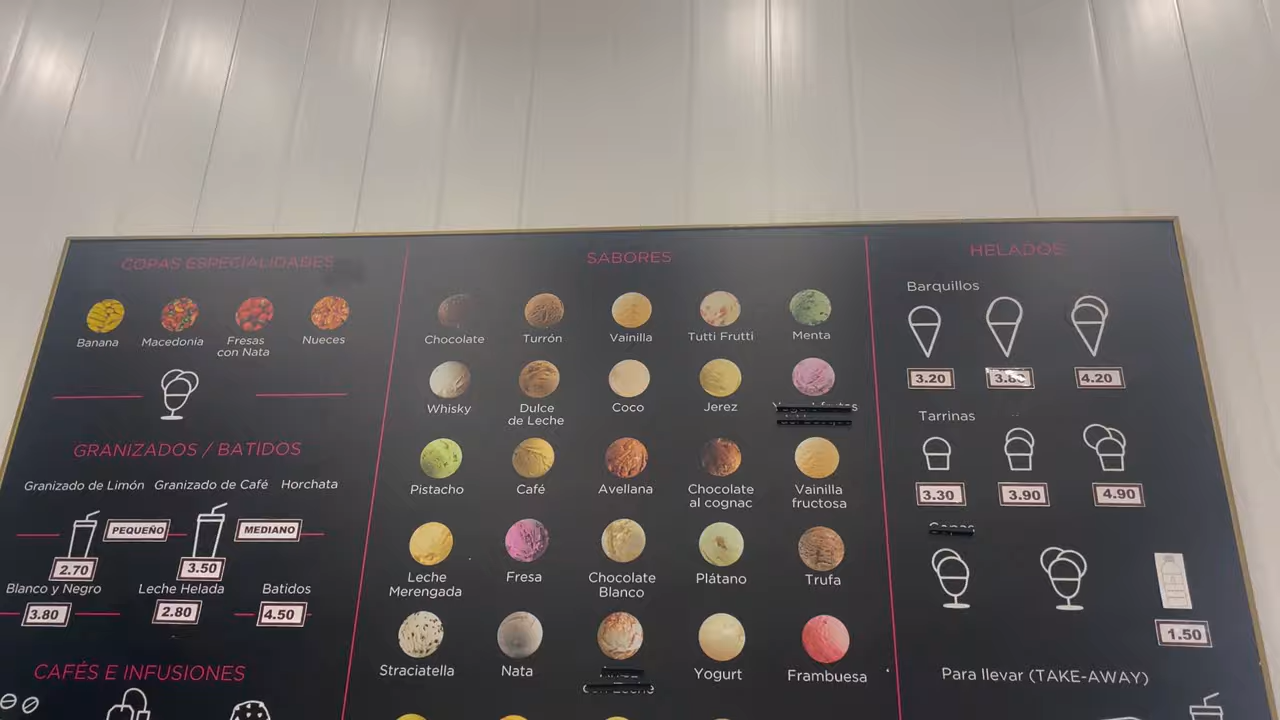 COPAS ESPECIALIDADES
Banana
Macedonia
Fresas
con Nata
Nueces
GRANIZADOS / BATIDOS
Granizado de Limón
Granizado de Café
Horchata
PEQUEÑO
MEDIANO
2.70
3.50
Blanco y Negro
Leche Helada
Batidos
3.80
2.80
4.50
CAFÉS E INFUSIONES
SABORES
Chocolate
Turrón
Vainilla
Tutti Frutti
Menta
Whisky
Dulce
de Leche
Coco
Jerez
Pistacho
Café
Avellana
Chocolate
al cognac
Vainilla
fructosa
Leche
Merengada
Fresa
Chocolate
Blanco
Plátano
Trufa
Straciatella
Nata
Yogurt
Frambuesa
HELADOS
Barquillos
3.20
3.80
4.20
Tarrinas
3.30
3.90
4.90
1.50
Para llevar (TAKE-AWAY)